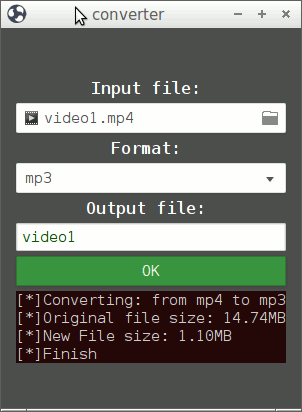 converter
Input file:
video1.mp4
Format:
mp3
Output file:
video1
OK
[*]Converting: from mp4 to mp3
[*]Original file size: 14.74MB
[*]New File size: 1.10MB
[*]Finish